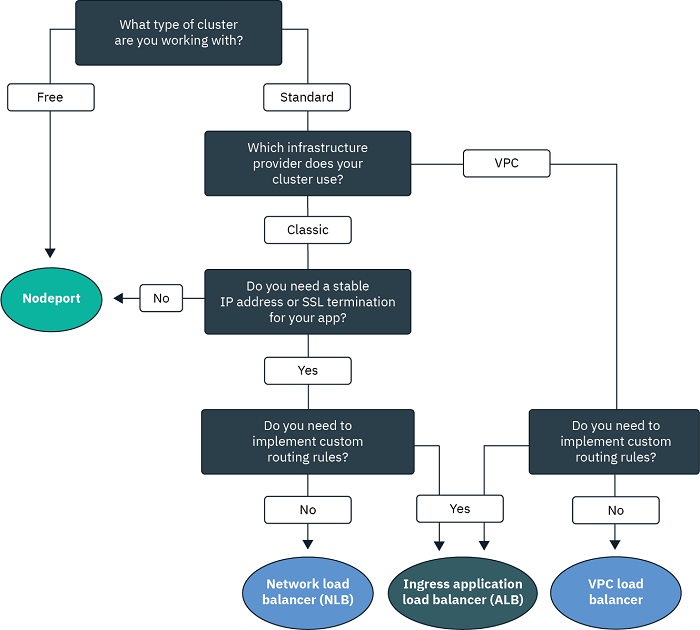 What type of cluster
are you working with?
Free
Standard
Which infrastructure
provider does your
cluster use?
VPC
Classic
Do you need a stable
IP address or SSL termination
for your app?
No
Nodeport
Yes
Do you need to
implement custom
routing rules?
Do you need to
implement custom
routing rules?
No
Yes
No
Network load
balancer (NLB)
Ingress application
load balancer (ALB)
VPC load
balancer